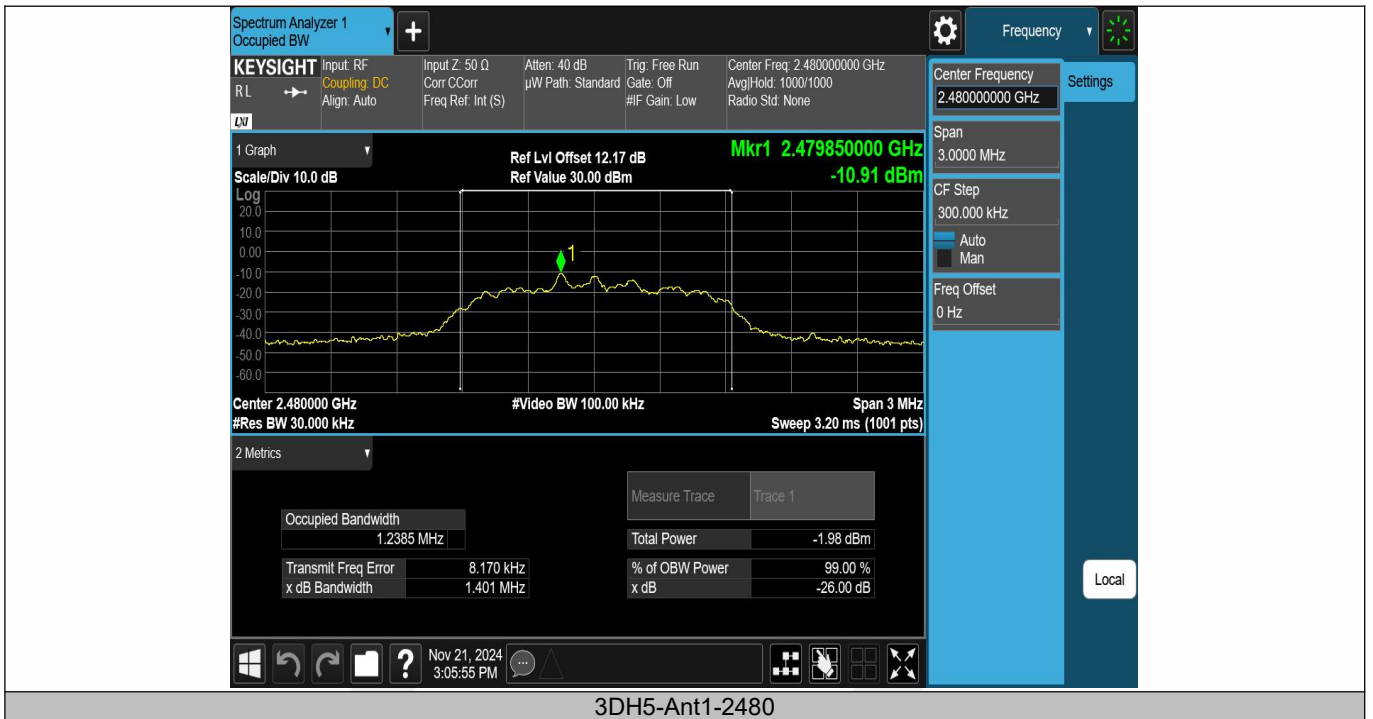 Spectrum Analyzer 1
Occupied BW
Frequency
KEYSIGHT
RL
LXI
Input: RF
Coupling: DC
Align: Auto
Input Z: 50 Ω
Corr CCorr
Freq Ref: Int (S)
Atten: 40 dB
µW Path: Standard
Trig: Free Run
Gate: Off
#IF Gain: Low
Center Freq: 2.480000000 GHz
Avg|Hold: 1000/1000
Radio Std: None
Center Frequency
2.480000000 GHz
Settings
Span
3.0000 MHz
CF Step
300.000 kHz
Auto
Man
Freq Offset
0 Hz
Local
1 Graph
Scale/Div 10.0 dB
Ref Lvl Offset 12.17 dB
Ref Value 30.00 dBm
Mkr1 2.479850000 GHz
-10.91 dBm
Log
20.0
10.0
0.00
-10.0
-20.0
-30.0
-40.0
-50.0
-60.0
1
Center 2.480000 GHz
#Video BW 100.00 kHz
Span 3 MHz
#Res BW 30.000 kHz
Sweep 3.20 ms (1001 pts)
2 Metrics
Measure Trace
Trace 1
Occupied Bandwidth
1.2385 MHz
Total Power
-1.98 dBm
Transmit Freq Error
8.170 kHz
% of OBW Power
99.00 %
x dB Bandwidth
1.401 MHz
x dB
-26.00 dB
?
Nov 21, 2024
3:05:55 PM
3DH5-Ant1-2480